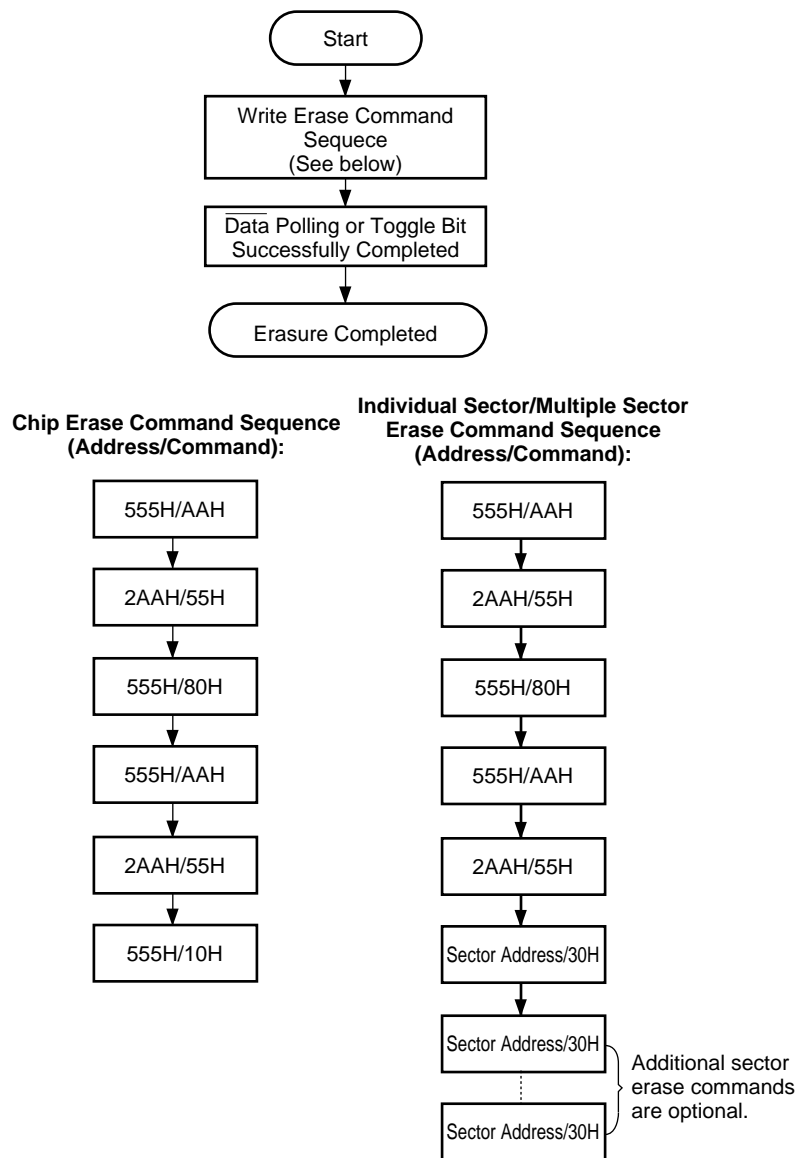 Start
Write Erase Command
Sequece
(See below)
Data Polling or Toggle Bit
Successfully Completed
Erasure Completed
Chip Erase Command Sequence
(Address/Command):
555H/AAH
2AAH/55H
555H/80H
555H/AAH
2AAH/55H
555H/10H
Individual Sector/Multiple Sector
Erase Command Sequence
(Address/Command):
555H/AAH
2AAH/55H
555H/80H
555H/AAH
2AAH/55H
Sector Address/30H
Sector Address/30H
Sector Address/30H
Additional sector
erase commands
are optional.